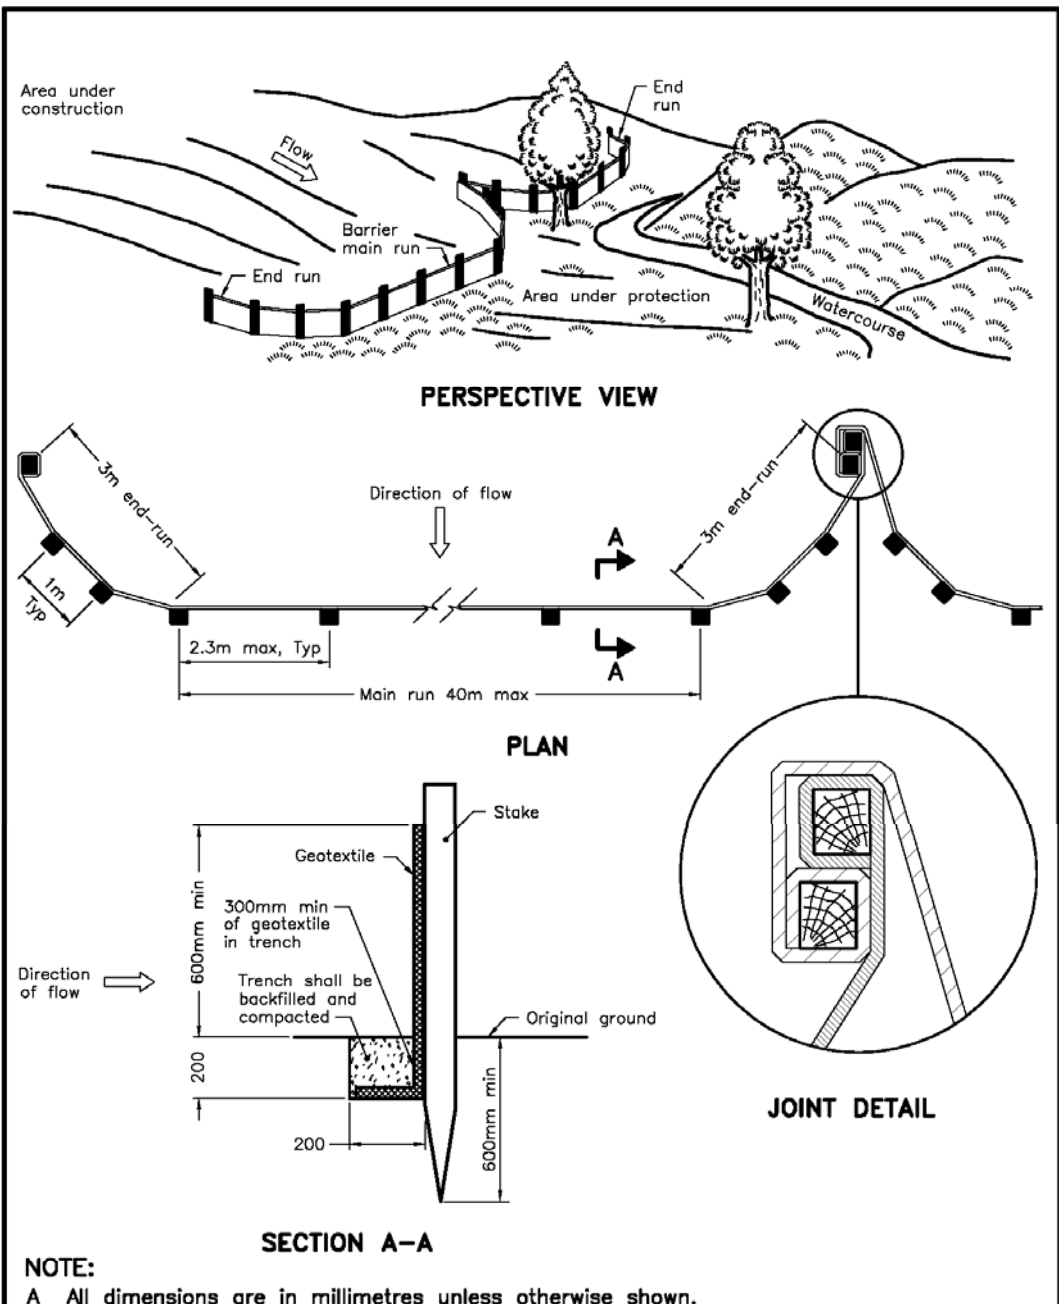 Area under
construction
End
run
Flow
Barrier
main run
End run
Area under protection
Watercourse
PERSPECTIVE VIEW
3m end-run
Direction of flow
3m end-run
A
1m
Typ
2.3m max, Typ
A
Main run 40m max
PLAN
Stake
Geotextile
600mm min
300mm min
of geotextile
in trench
Direction
of flow
Trench shall be
backfilled and
compacted
Original ground
200
600mm min
200
JOINT DETAIL
SECTION A-A
NOTE:
A All dimensions are in millimetres unless otherwise shown.